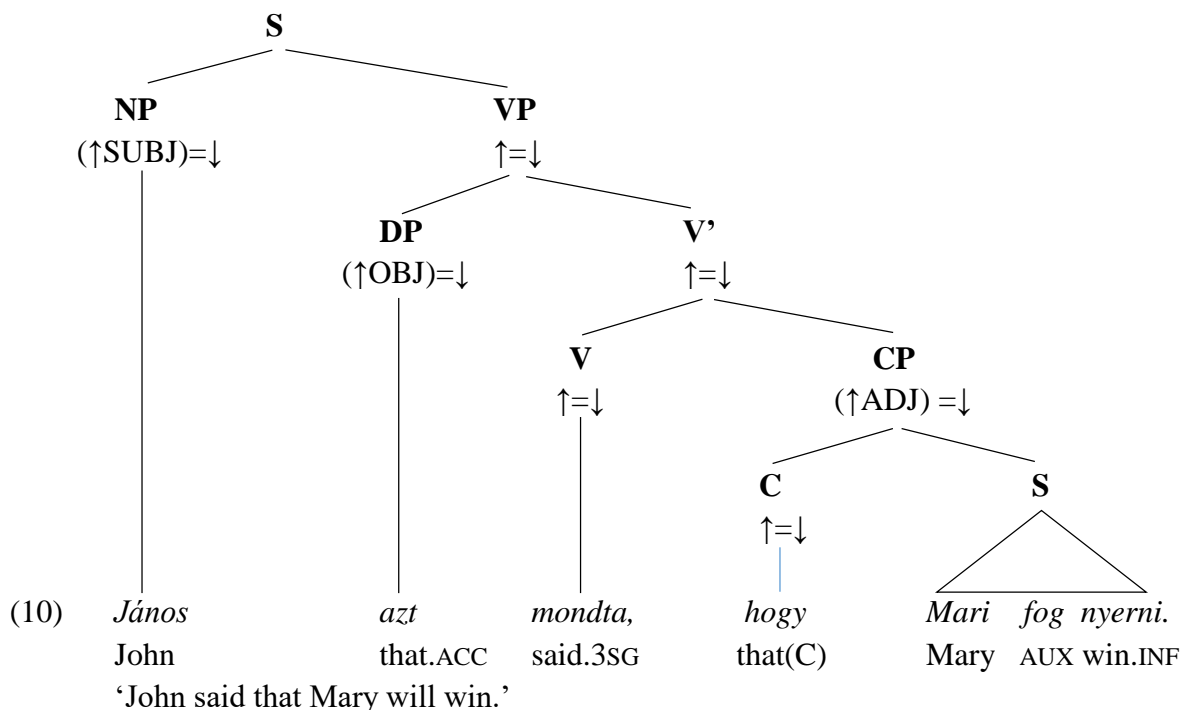 S
NP VP
(↑SUBJ)=↓ ↑=↓
DP V’
(↑OBJ)=↓ ↑=↓
V CP
↑=↓ (↑ADJ) =↓
C S
↑=↓
(10) János azt mondta, hogy Mari fog nyerni.
John that.ACC said.3SG that(C) Mary AUX win.INF
‘John said that Mary will win.’